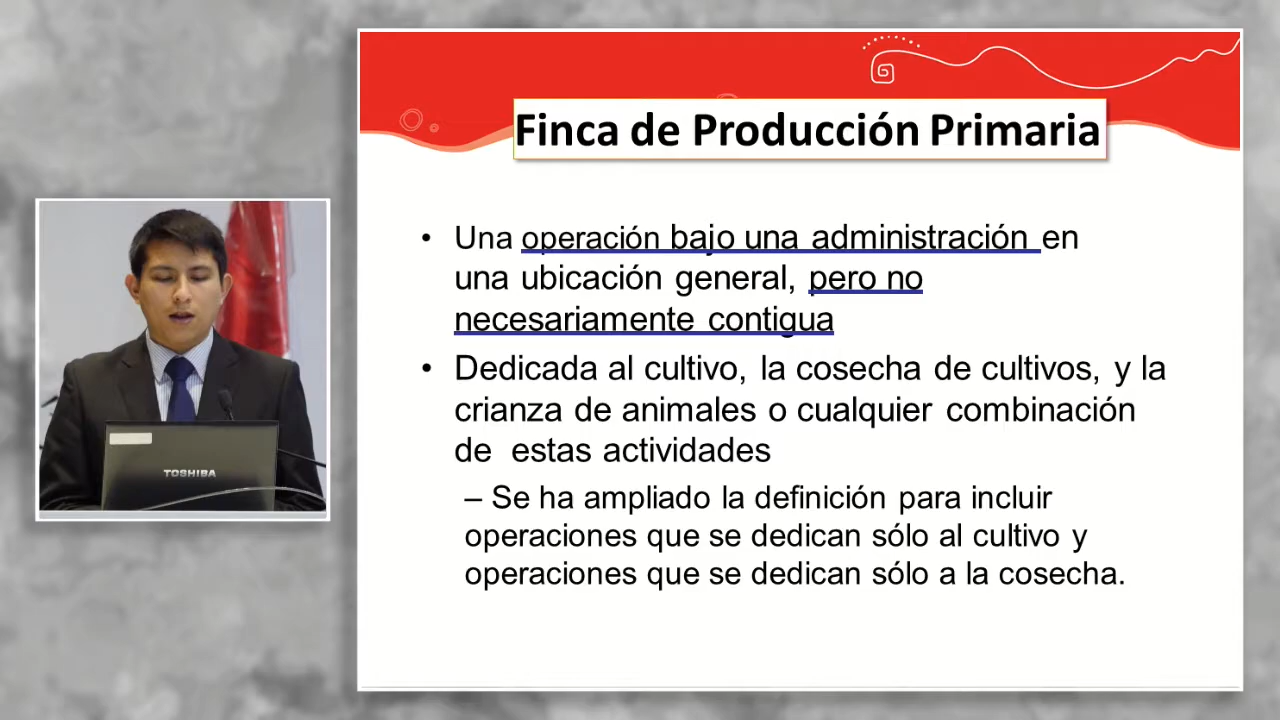 Finca de Producción Primaria
• Una operación bajo una administración en
una ubicación general, pero no
necesariamente contigua
• Dedicada al cultivo, la cosecha de cultivos, y la
crianza de animales o cualquier combinación
de estas actividades
– Se ha ampliado la definición para incluir
operaciones que se dedican sólo al cultivo y
operaciones que se dedican sólo a la cosecha.
TOSHIBA